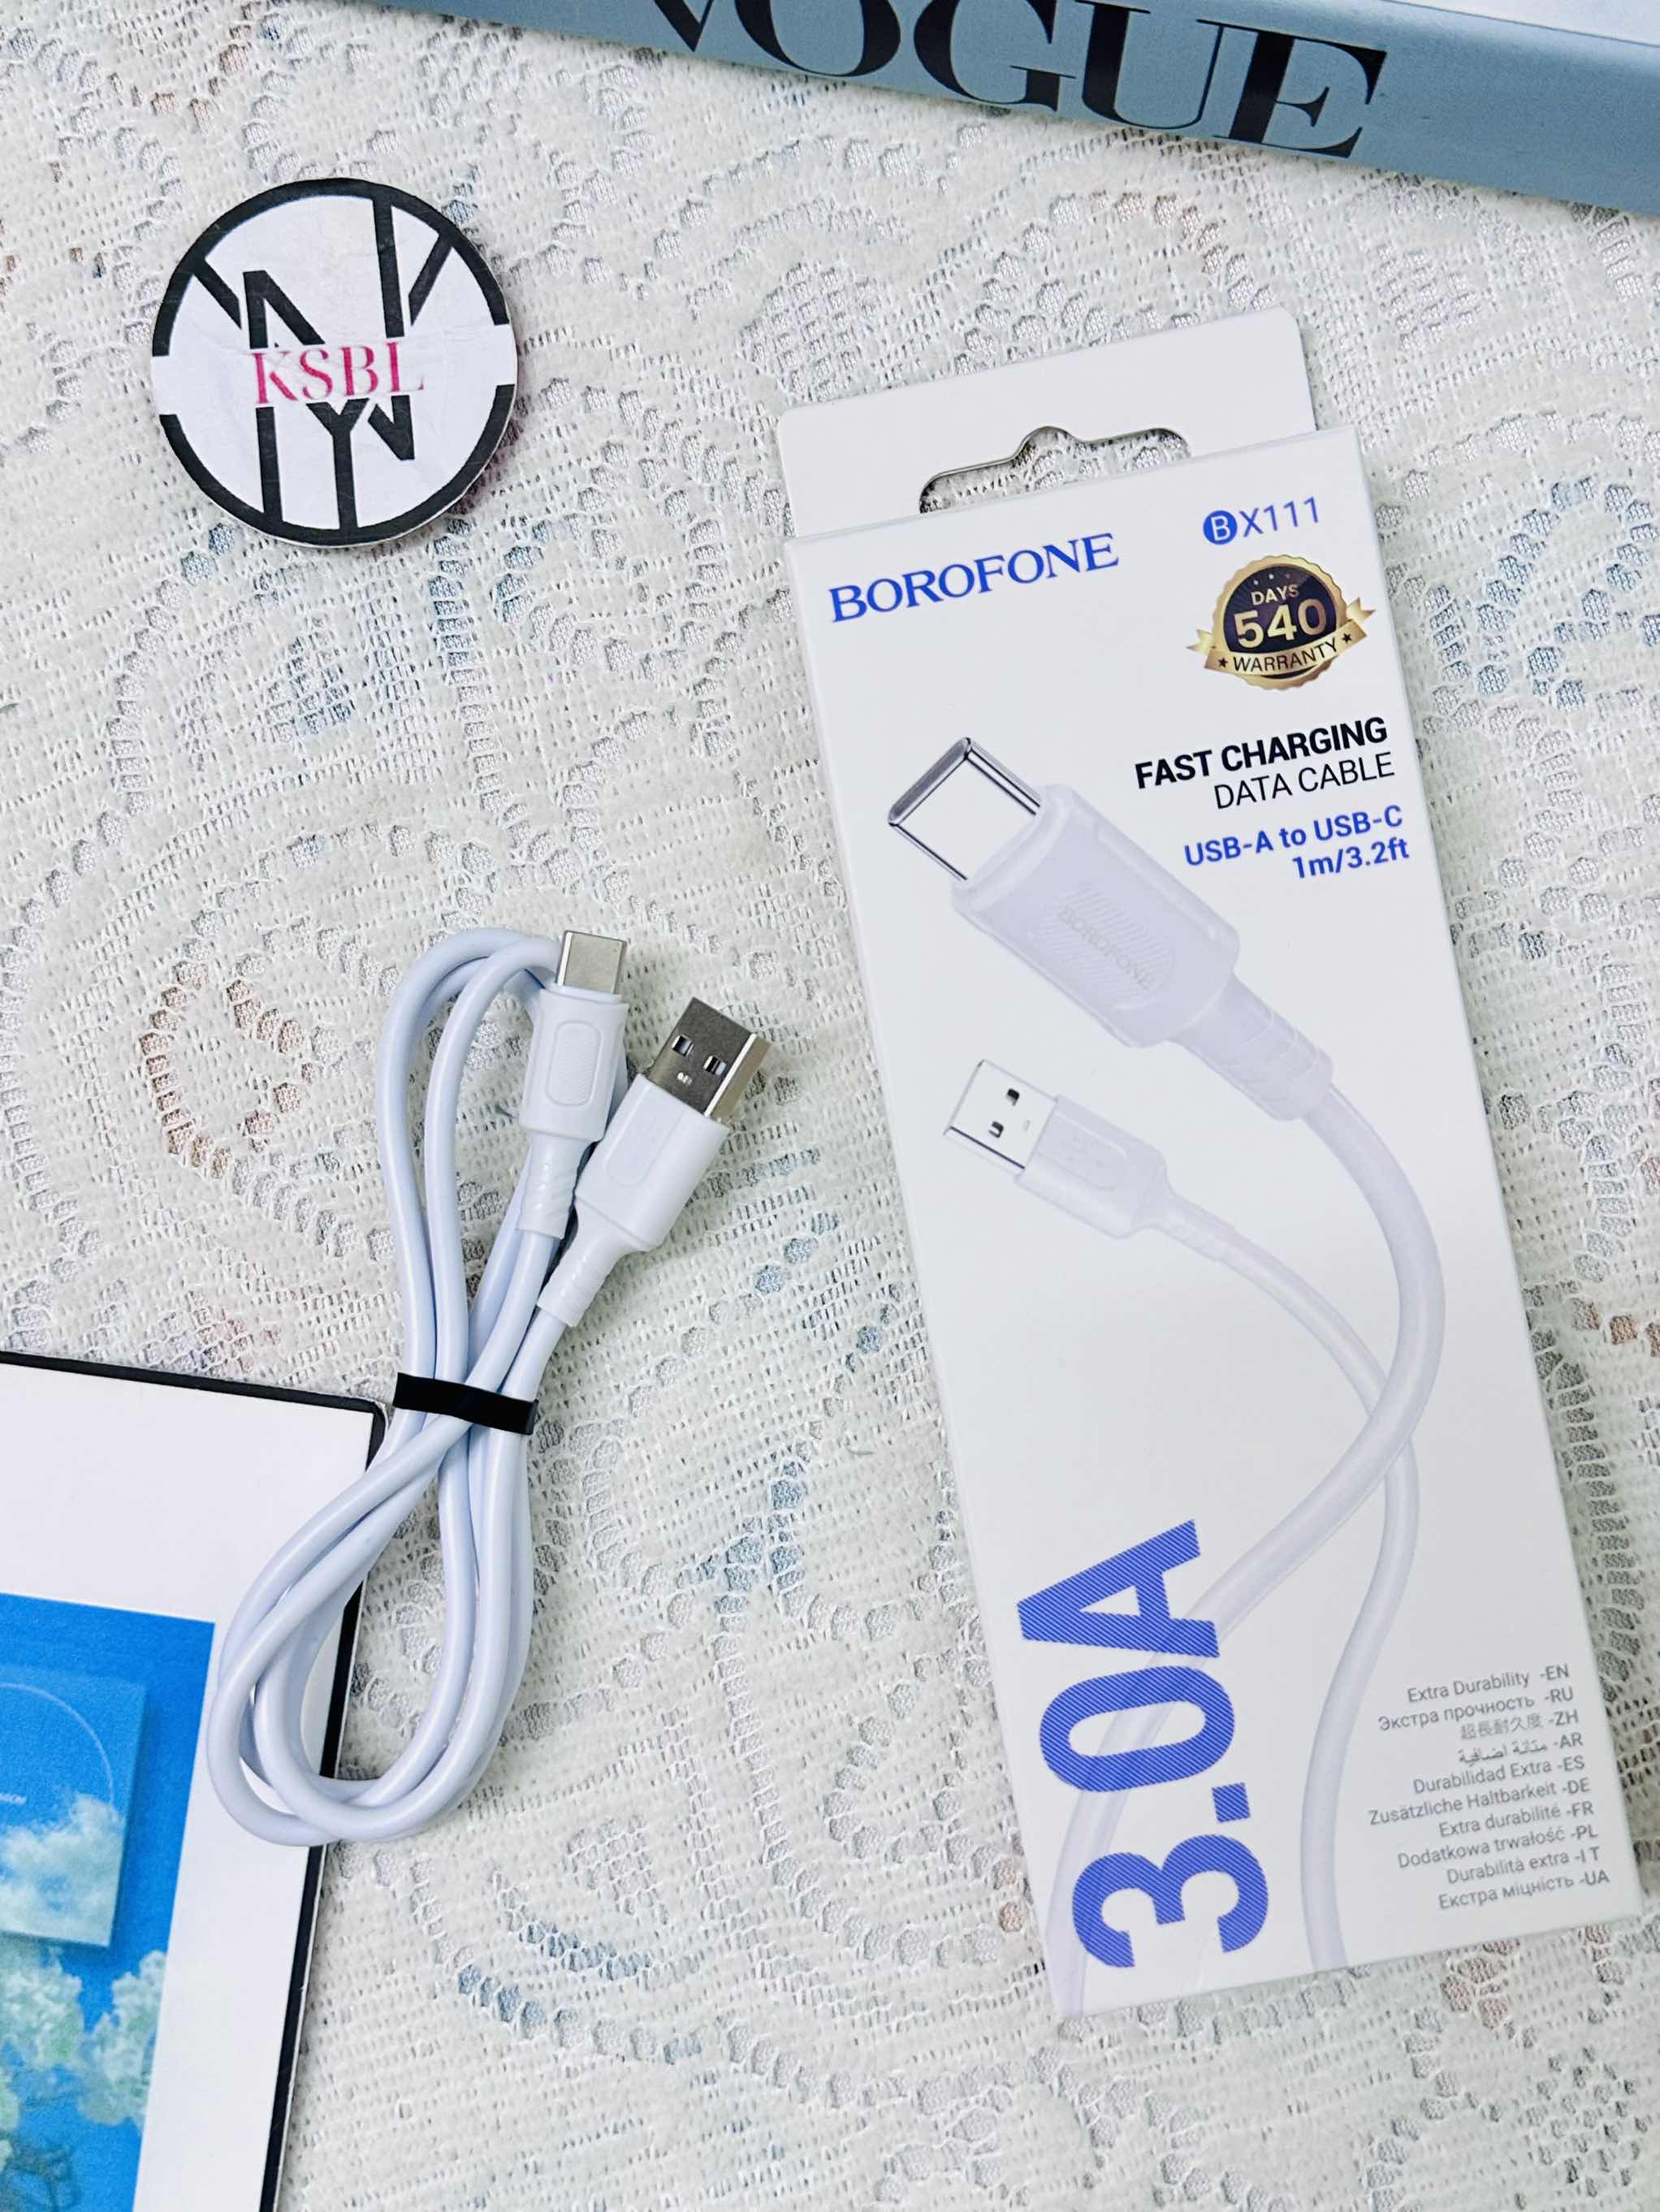 VOGUE
KSBL
NY
BOROFONE
BX111
DAYS
540
WARRANTY
FAST CHARGING
DATA CABLE
USB-A to USB-C
1m/3.2ft
BOROFONE
3.0A
Extra Durability -EN
Экстра прочность -RU
超長耐久度 -ZH
متانة اضافية -AR
Durabilidad Extra -ES
Zusätzliche Haltbarkeit -DE
Extra durabilité -FR
Dodatkowa trwałość -PL
Durabilità extra -IT
Екстра міцність -UA